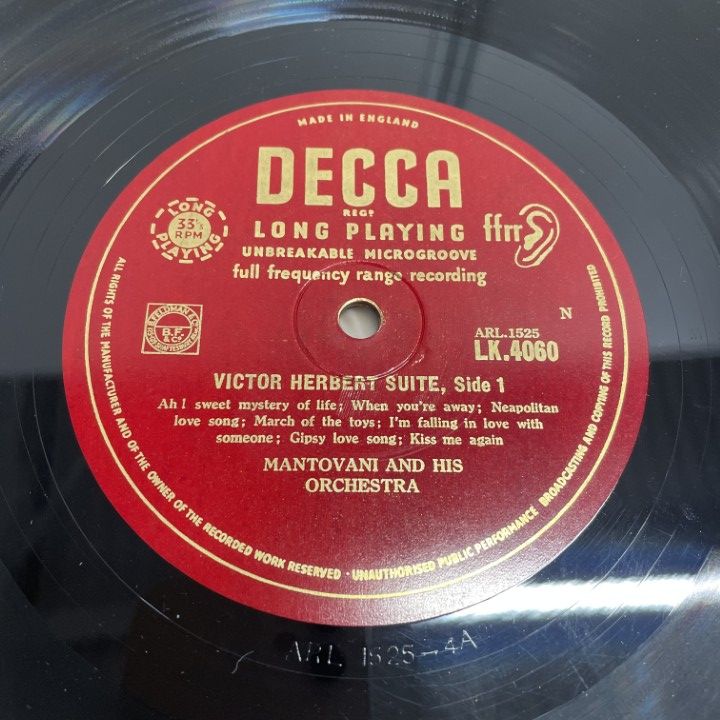 MADE IN ENGLAND
DECCA
REGD
LONG PLAYING
UNBREAKABLE MICROGROOVE
full frequency range recording
LONG
33⅓
RPM
PLAYING
ffrr
B. FELDMAN & CO
B.F.
& Co
N
ARL.1525
LK.4060
VICTOR HERBERT SUITE, Side 1
Ah! sweet mystery of life; When you're away; Neapolitan
love song; March of the toys; I'm falling in love with
someone; Gipsy love song; Kiss me again
MANTOVANI AND HIS
ORCHESTRA
ALL RIGHTS OF THE MANUFACTURER AND OF THE OWNER OF THE RECORDED WORK RESERVED · UNAUTHORISED PUBLIC PERFORMANCE BROADCASTING AND COPYING OF THIS RECORD PROHIBITED
ARL 1525-4A